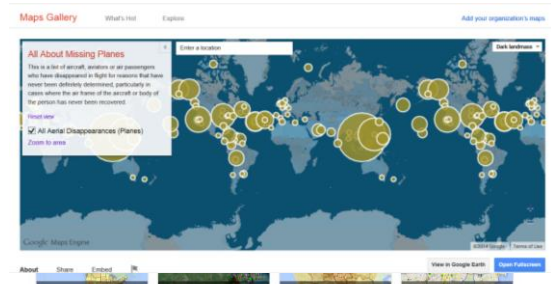 Maps Gallery What's Hot Explore Add your organization's maps
All About Missing Planes
Enter a location
Dark landmass
This is a list of aircraft, aviators or air passengers
who have disappeared in flight for reasons that have
never been definitely determined, particularly in
cases where the air frame of the aircraft or body of
the person has never been recovered.
Reset view
All Aerial Disappearances (Planes)
Zoom to area
Google Maps Engine
©2014 Google Terms of Use
About Share Embed
View in Google Earth Open Fullscreen